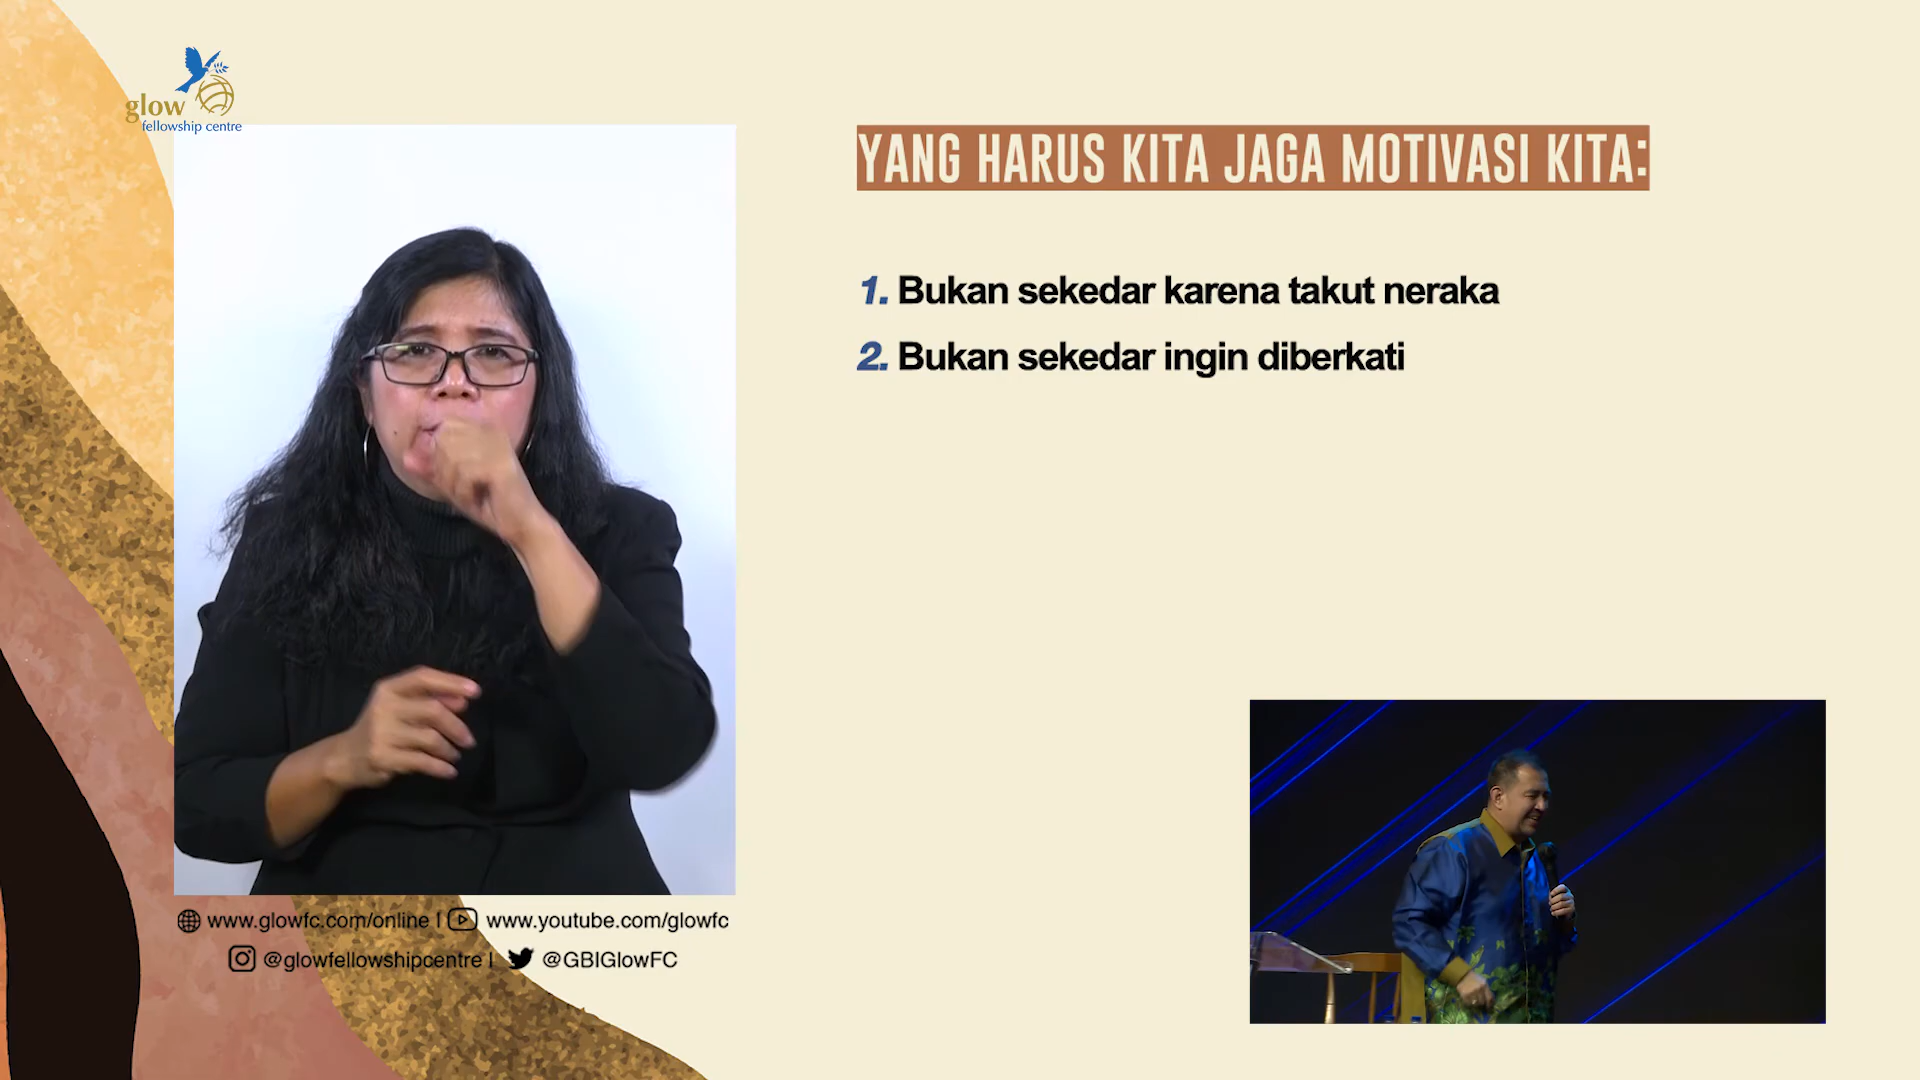 glow
fellowship centre
YANG HARUS KITA JAGA MOTIVASI KITA:
1. Bukan sekedar karena takut neraka
2. Bukan sekedar ingin diberkati
www.glowfc.com/online | www.youtube.com/glowfc
@glowfellowshipcentre | @GBIGlowFC